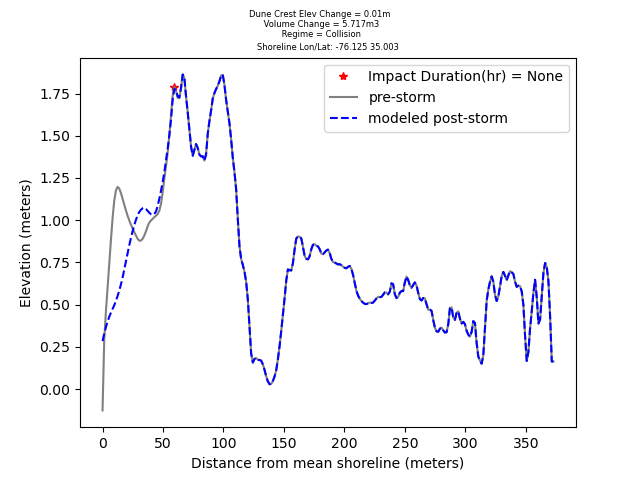 Dune Crest Elev Change = 0.01m
Volume Change = 5.717m3
Regime = Collision
Shoreline Lon/Lat: -76.125 35.003
Impact Duration(hr) = None
pre-storm
modeled post-storm
1.75
1.50
1.25
1.00
0.75
0.50
0.25
0.00
Elevation (meters)
0 50 100 150 200 250 300 350
Distance from mean shoreline (meters)